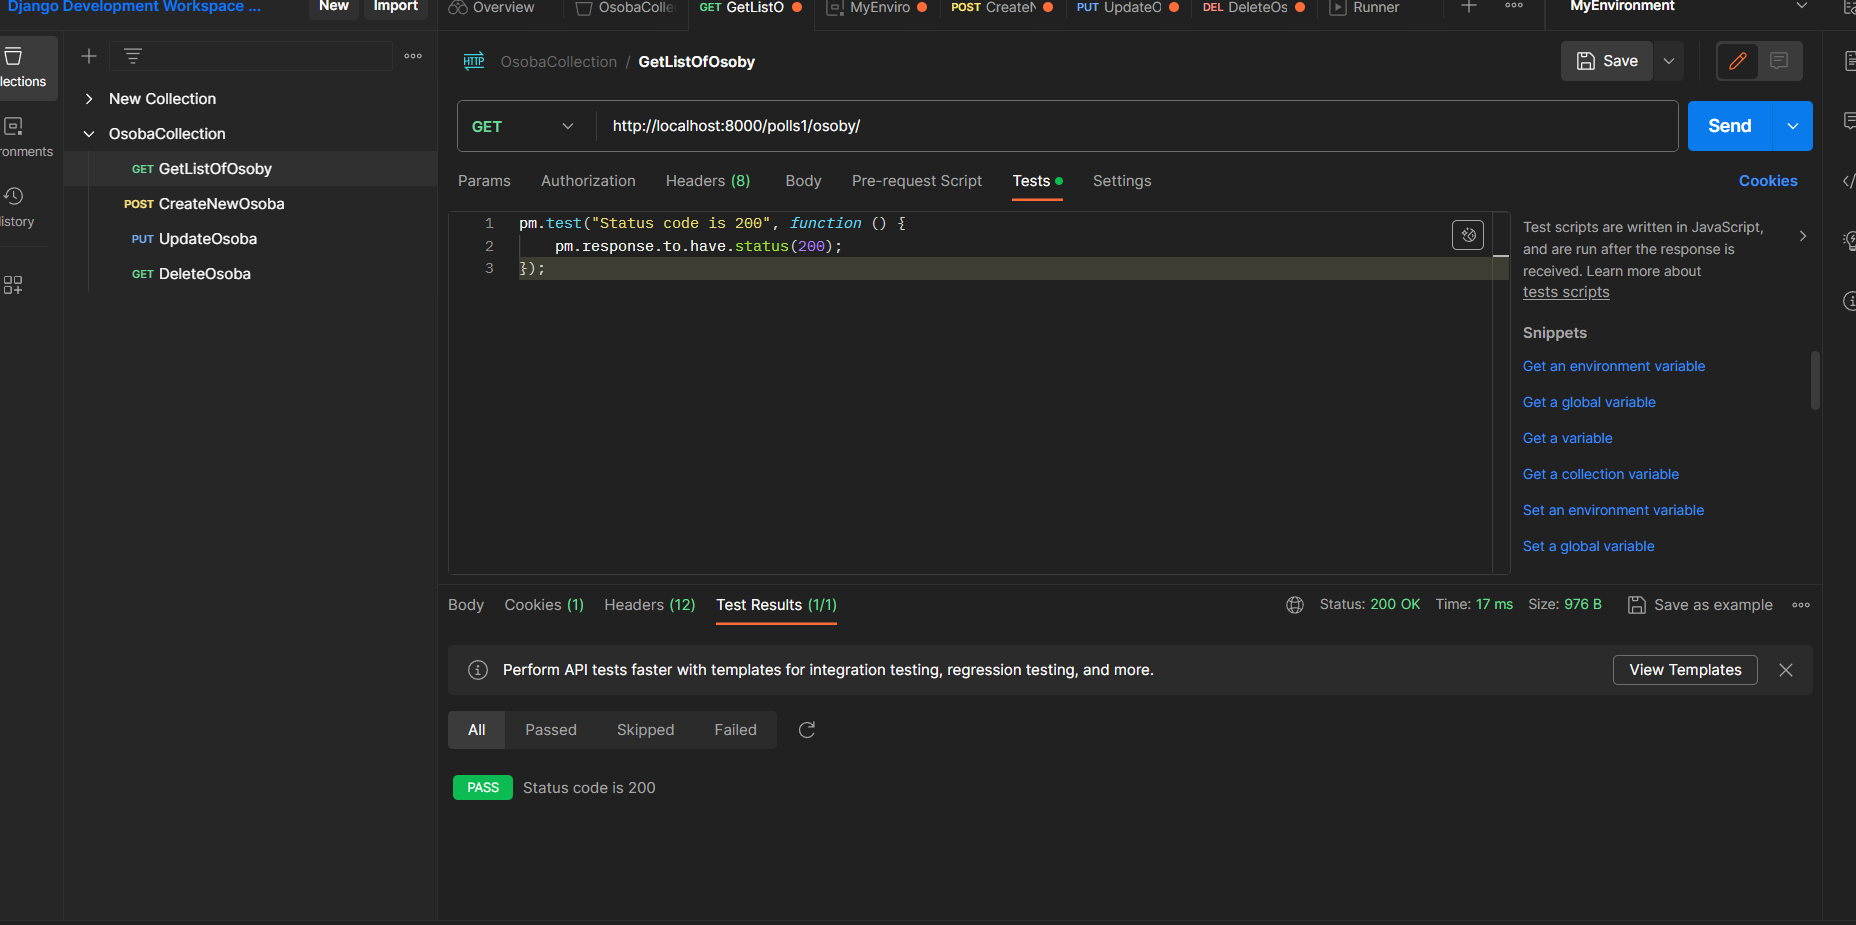 Django Development Workspace ...
New
Import
Overview
OsobaColle
GET GetListO
MyEnviro
POST CreateN
PUT UpdateO
DEL DeleteOs
Runner
MyEnvironment
lections
ronments
istory
New Collection
OsobaCollection
GET GetListOfOsoby
POST CreateNewOsoba
PUT UpdateOsoba
GET DeleteOsoba
HTTP OsobaCollection / GetListOfOsoby
Save
GET http://localhost:8000/polls1/osoby/
Send
Params Authorization Headers (8) Body Pre-request Script Tests Settings
Cookies
1 pm.test("Status code is 200", function () {
2 pm.response.to.have.status(200);
3 });
Test scripts are written in JavaScript,
and are run after the response is
received. Learn more about
tests scripts
Snippets
Get an environment variable
Get a global variable
Get a variable
Get a collection variable
Set an environment variable
Set a global variable
Body Cookies (1) Headers (12) Test Results (1/1)
Status: 200 OK Time: 17 ms Size: 976 B Save as example
Perform API tests faster with templates for integration testing, regression testing, and more.
View Templates
All Passed Skipped Failed
PASS Status code is 200